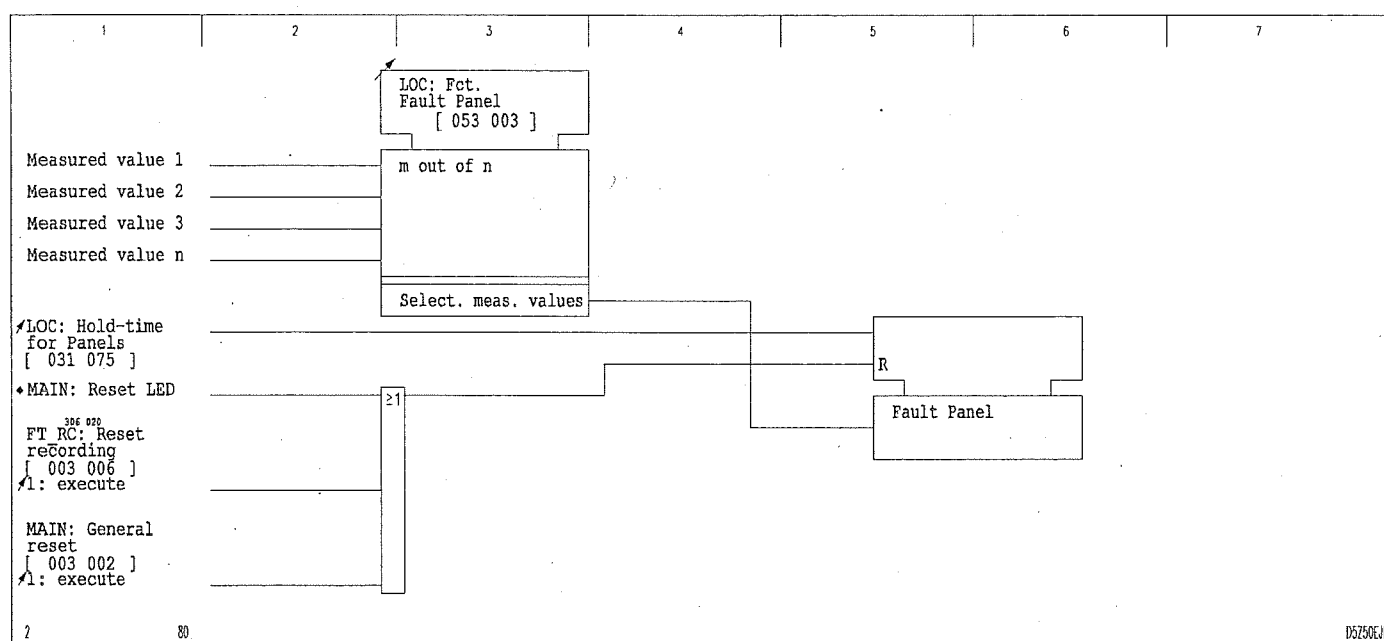 1 2 3 4 5 6 7
LOC: Fct.
Fault Panel
[ 053 003 ]
Measured value 1
m out of n
Measured value 2
Measured value 3
Measured value n
Select. meas. values
LOC: Hold-time
for Panels
[ 031 075 ]
R
MAIN: Reset LED
≥1
Fault Panel
306 020
FT_RC: Reset
recording
[ 003 006 ]
1: execute
MAIN: General
reset
[ 003 002 ]
1: execute
2 80